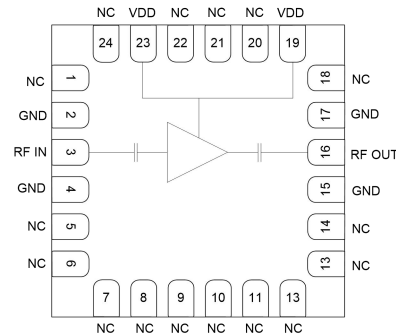 NC VDD NC NC NC VDD
24 23 22 21 20 19
NC 1 18 NC
GND 2 17 GND
RF IN 3 16 RF OUT
GND 4 15 GND
NC 5 14 NC
NC 6 13 NC
7 8 9 10 11 13
NC NC NC NC NC NC